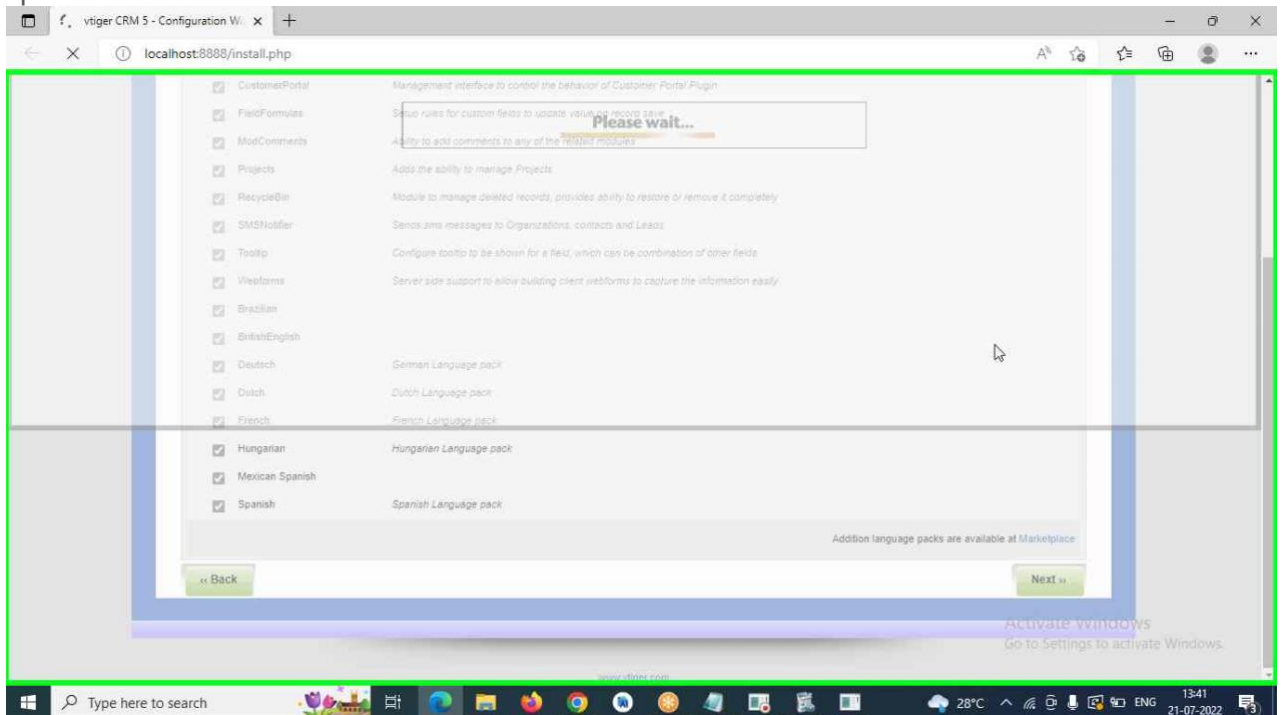 vtiger CRM 5 - Configuration Wi
localhost:8888/install.php
CustomerPortal Management interface to control the behavior of Customer Portal Plugin
FieldFormulas Setup rules for custom fields to update value on record save
Please wait...
ModComments Ability to add comments to any of the related modules
Projects Adds the ability to manage Projects
RecycleBin Module to manage deleted records, provides ability to restore or remove it completely
SMSNotifier Sends sms messages to Organizations, contacts and Leads
Tooltip Configure tooltip to be shown for a field, which can be combination of other fields
Webforms Server side support to allow building client webforms to capture the information easily
Brazilian
BritishEnglish
Deutsch German Language pack
Dutch Dutch Language pack
French French Language pack
Hungarian Hungarian Language pack
Mexican Spanish
Spanish Spanish Language pack
Addition language packs are available at Marketplace
‹‹ Back Next ››
Activate Windows
Go to Settings to activate Windows.
www.vtiger.com
Type here to search 28°C ENG 13:41
21-07-2022 3